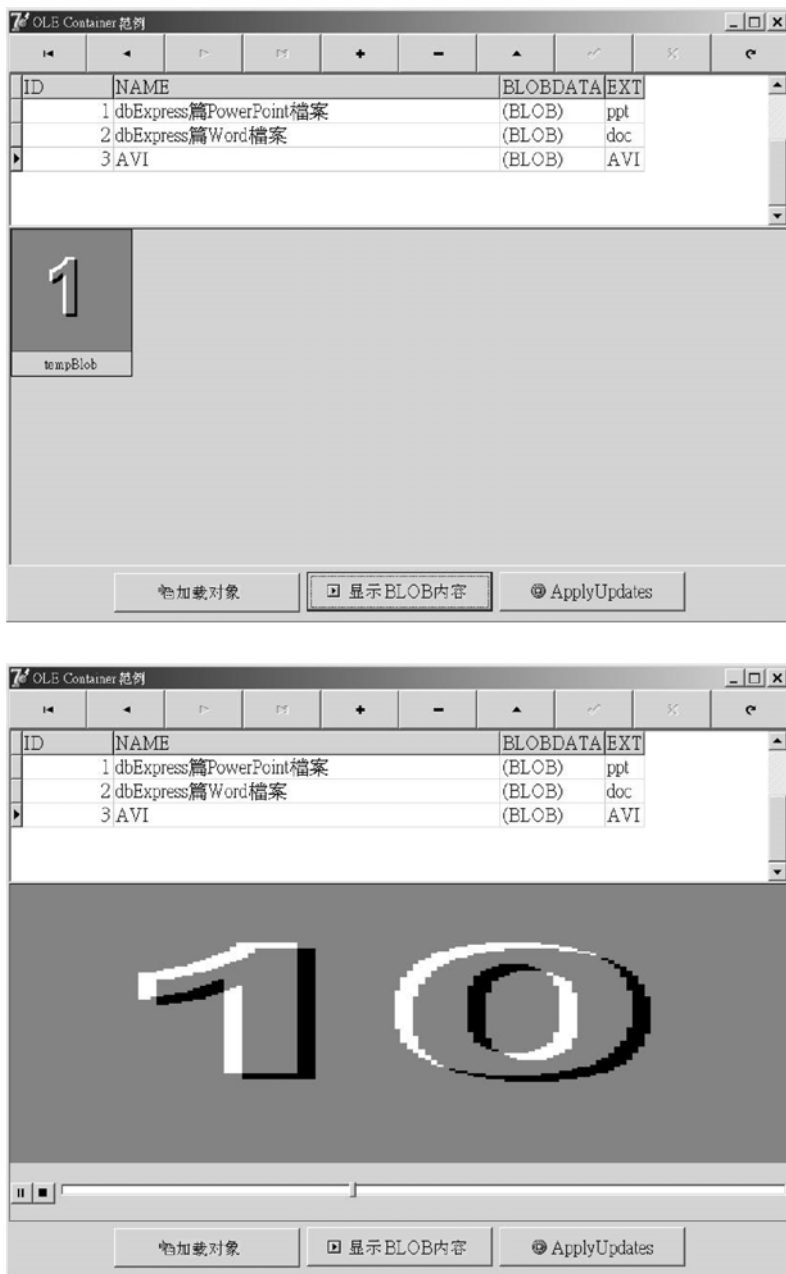 OLE Container 范例
ID NAME BLOBDATA EXT
1 dbExpress篇PowerPoint檔案 (BLOB) ppt
2 dbExpress篇Word檔案 (BLOB) doc
3 AVI (BLOB) AVI
1
tempBlob
加载对象 显示BLOB内容 ApplyUpdates
OLE Container 范例
ID NAME BLOBDATA EXT
1 dbExpress篇PowerPoint檔案 (BLOB) ppt
2 dbExpress篇Word檔案 (BLOB) doc
3 AVI (BLOB) AVI
10
加载对象 显示BLOB内容 ApplyUpdates